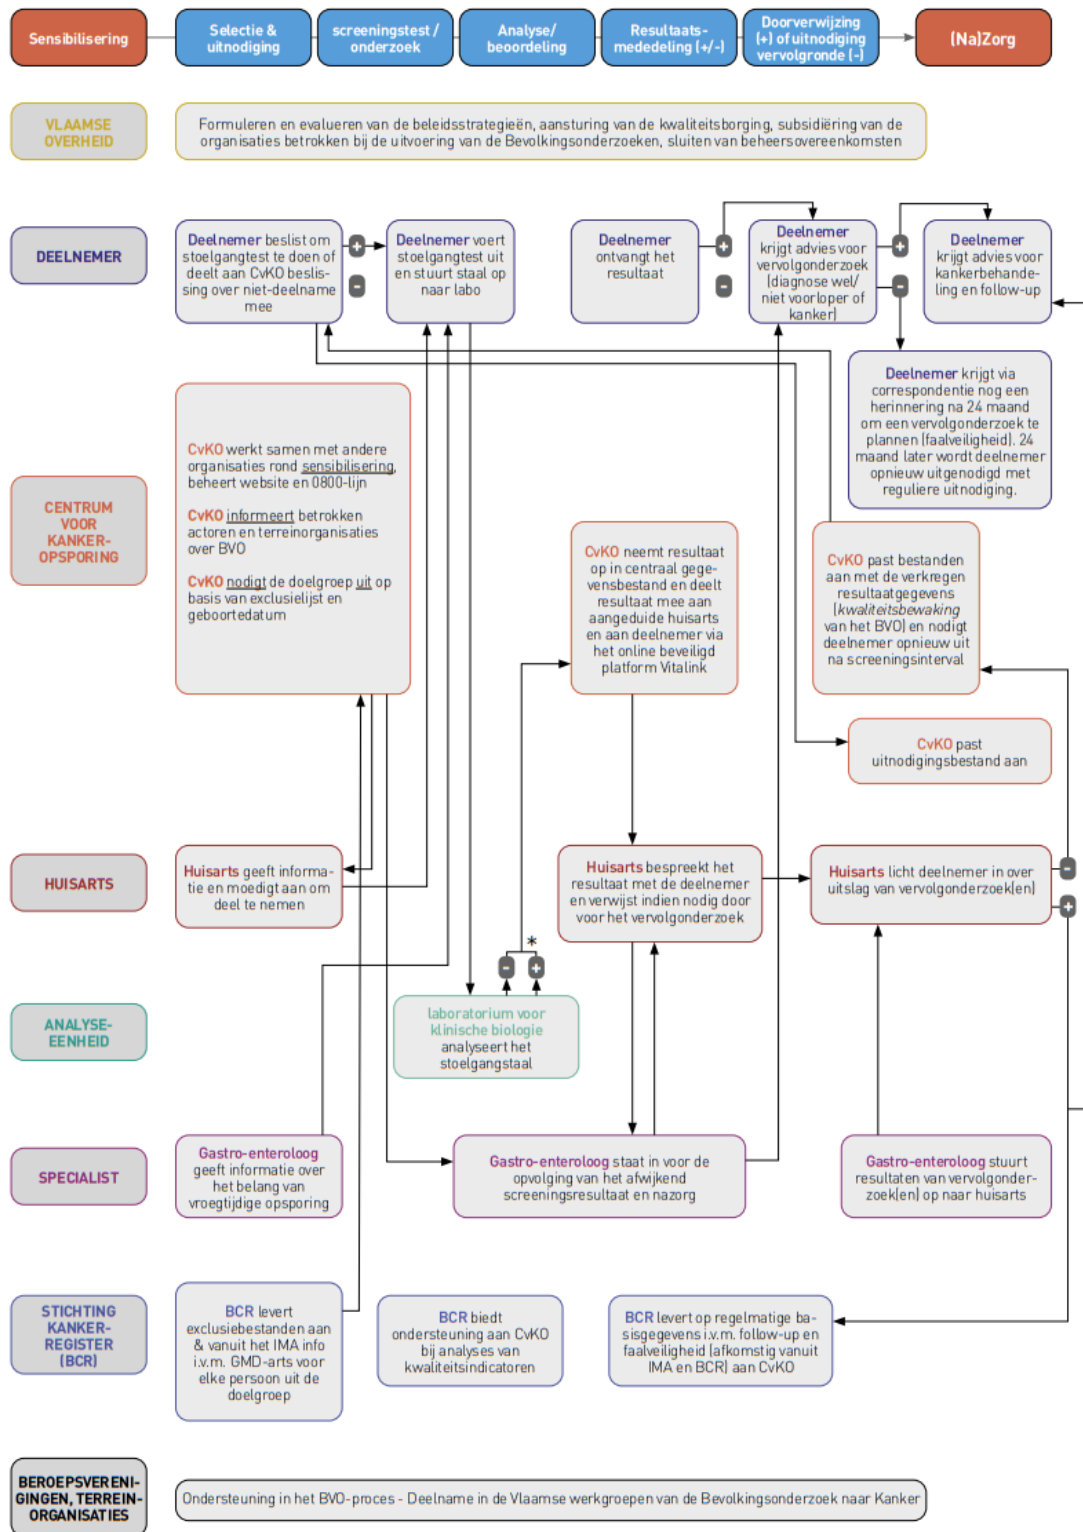 Sensibilisering
Selectie &
uitnodiging
screeningstest /
onderzoek
Analyse/
beoordeling
Resultaats-
mededeling (+/-)
Doorverwijzing
(+) of uitnodiging
vervolgronde (-)
(Na)Zorg
VLAAMSE
OVERHEID
Formuleren en evalueren van de beleidsstrategieën, aansturing van de kwaliteitsborging, subsidiëring van de
organisaties betrokken bij de uitvoering van de Bevolkingsonderzoeken, sluiten van beheersovereenkomsten
DEELNEMER
Deelnemer beslist om
stoelgangtest te doen of
deelt aan CvKO beslis-
sing over niet-deelname
mee
+
-
Deelnemer voert
stoelgangtest uit
en stuurt staal op
naar labo
Deelnemer
ontvangt het
resultaat
+
-
Deelnemer
krijgt advies voor
vervolgonderzoek
(diagnose wel/
niet voorloper of
kanker)
+
-
Deelnemer
krijgt advies voor
kankerbehande-
ling en follow-up
Deelnemer krijgt via
correspondentie nog een
herinnering na 24 maand
om een vervolgonderzoek te
plannen (faalveiligheid). 24
maand later wordt deelnemer
opnieuw uitgenodigd met
reguliere uitnodiging.
CENTRUM
VOOR
KANKER-
OPSPORING
CvKO werkt samen met andere
organisaties rond sensibilisering,
beheert website en 0800-lijn
CvKO informeert betrokken
actoren en terreinorganisaties
over BVO
CvKO nodigt de doelgroep uit op
basis van exclusielijst en
geboortedatum
CvKO neemt resultaat
op in centraal gege-
vensbestand en deelt
resultaat mee aan
aangeduide huisarts
en aan deelnemer via
het online beveiligd
platform Vitalink
CvKO past bestanden
aan met de verkregen
resultaatgegevens
(kwaliteitsbewaking
van het BVO) en nodigt
deelnemer opnieuw uit
na screeningsinterval
CvKO past
uitnodigingsbestand aan
HUISARTS
Huisarts geeft informa-
tie en moedigt aan om
deel te nemen
Huisarts bespreekt het
resultaat met de deelnemer
en verwijst indien nodig door
voor het vervolgonderzoek
Huisarts licht deelnemer in over
uitslag van vervolgonderzoek(en)
-
+
*
-
+
ANALYSE-
EENHEID
laboratorium voor
klinische biologie
analyseert het
stoelgangstaal
SPECIALIST
Gastro-enteroloog
geeft informatie over
het belang van
vroegtijdige opsporing
Gastro-enteroloog staat in voor de
opvolging van het afwijkend
screeningsresultaat en nazorg
Gastro-enteroloog stuurt
resultaten van vervolgonder-
zoek(en) op naar huisarts
STICHTING
KANKER-
REGISTER
(BCR)
BCR levert
exclusiebestanden aan
& vanuit het IMA info
i.v.m. GMD-arts voor
elke persoon uit de
doelgroep
BCR biedt
ondersteuning aan CvKO
bij analyses van
kwaliteitsindicatoren
BCR levert op regelmatige ba-
sisgegevens i.v.m. follow-up en
faalveiligheid (afkomstig vanuit
IMA en BCR) aan CvKO
BEROEPSVERENI-
GINGEN, TERREIN-
ORGANISATIES
Ondersteuning in het BVO-proces - Deelname in de Vlaamse werkgroepen van de Bevolkingsonderzoek naar Kanker